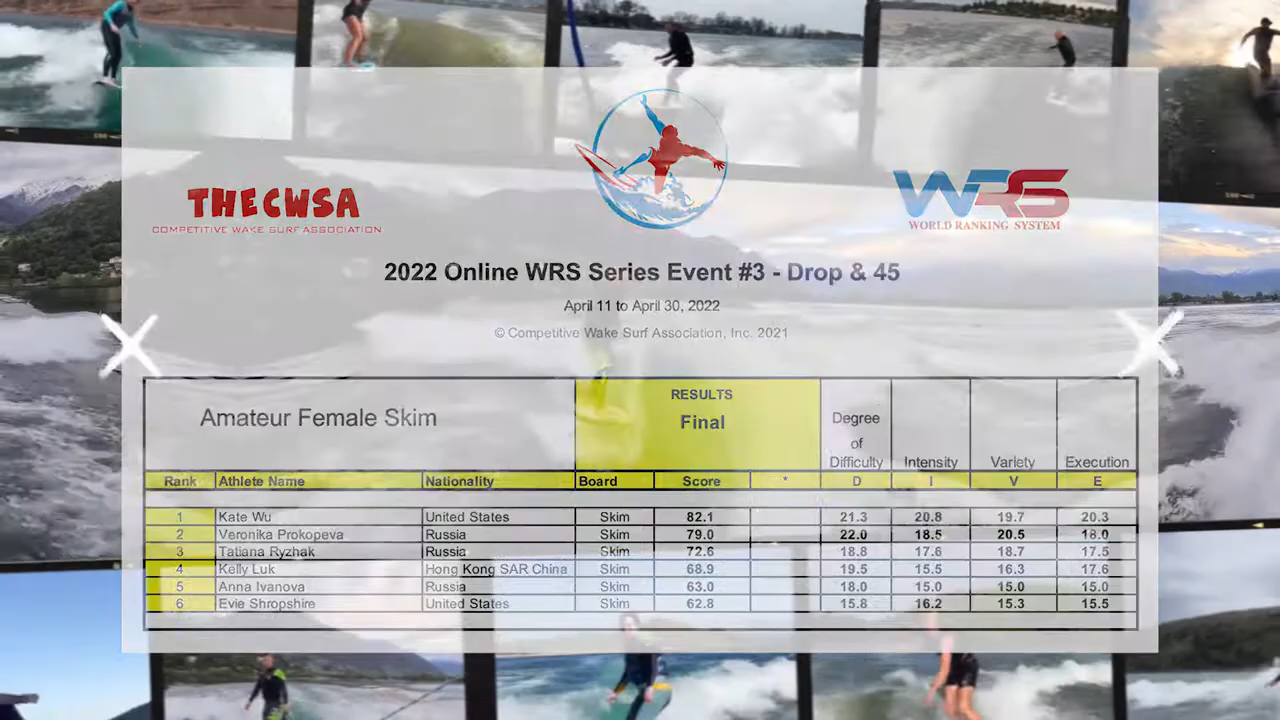 THECWSA
COMPETITIVE WAKE SURF ASSOCIATION
WRS
WORLD RANKING SYSTEM
2022 Online WRS Series Event #3 - Drop & 45
April 11 to April 30, 2022
© Competitive Wake Surf Association, Inc. 2021
Amateur Female Skim
RESULTS
Final
Degree of Difficulty Intensity Variety Execution
Rank Athlete Name Nationality Board Score * D I V E
1 Kate Wu United States Skim 82.1 21.3 20.8 19.7 20.3
2 Veronika Prokopeva Russia Skim 79.0 22.0 18.5 20.5 18.0
3 Tatiana Ryzhak Russia Skim 72.6 18.8 17.6 18.7 17.5
4 Kelly Luk Hong Kong SAR China Skim 68.9 19.5 15.5 16.3 17.6
5 Anna Ivanova Russia Skim 63.0 18.0 15.0 15.0 15.0
6 Evie Shropshire United States Skim 62.8 15.8 16.2 15.3 15.5